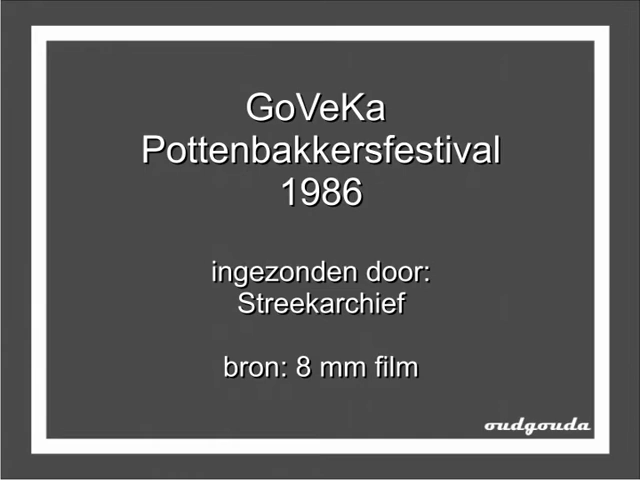 GoVeKa
Pottenbakkersfestival
1986
ingezonden door:
Streekarchief
bron: 8 mm film
oudgouda